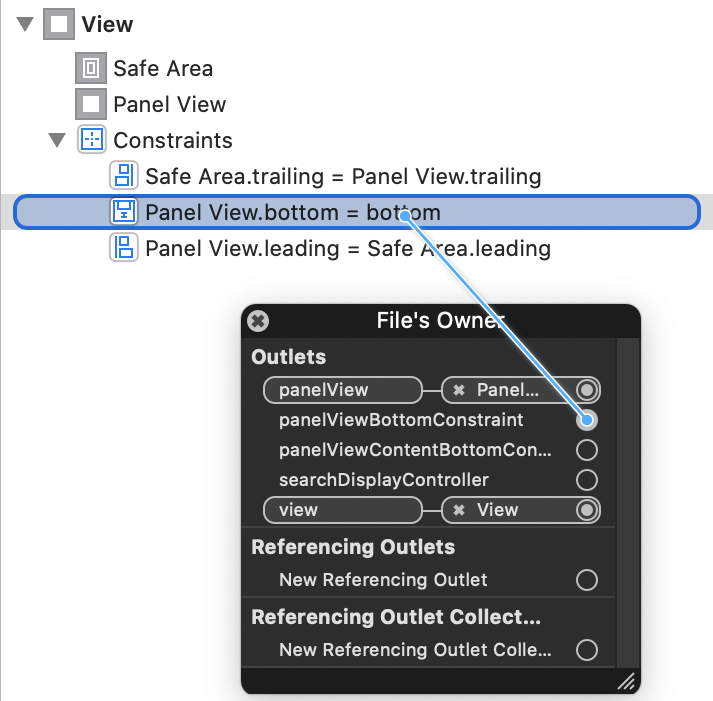 View
Safe Area
Panel View
Constraints
Safe Area.trailing = Panel View.trailing
Panel View.bottom = bottom
Panel View.leading = Safe Area.leading
File's Owner
Outlets
panelView Panel...
panelViewBottomConstraint
panelViewContentBottomCon...
searchDisplayController
view View
Referencing Outlets
New Referencing Outlet
Referencing Outlet Collect...
New Referencing Outlet Colle...